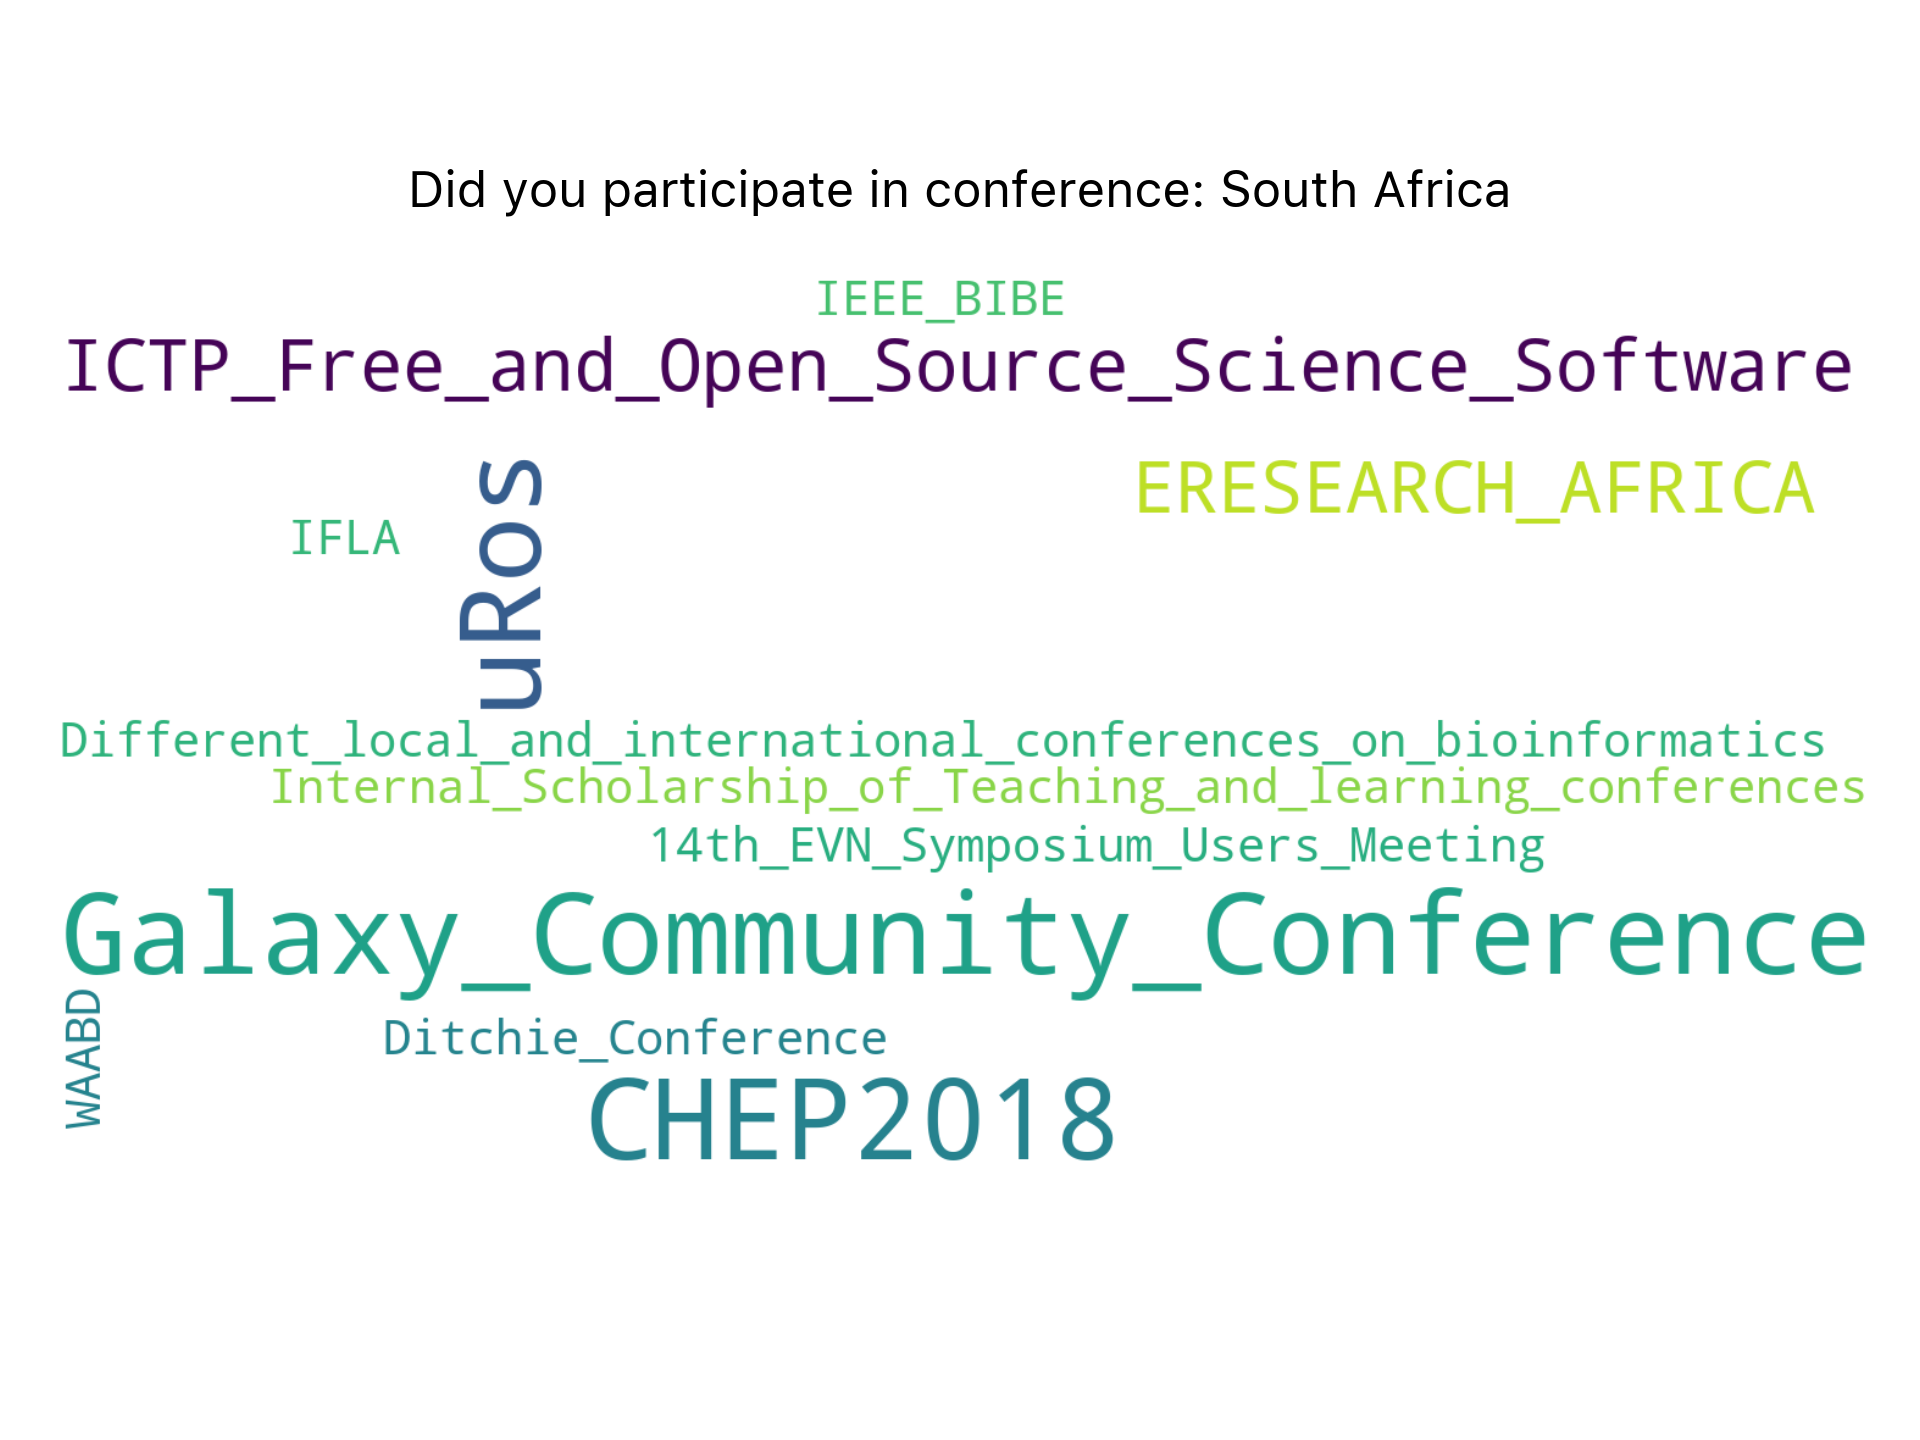 Did you participate in conference: South Africa
IEEE_BIBE
ICTP_Free_and_Open_Source_Science_Software
ERESEARCH_AFRICA
uRos
IFLA
Different_local_and_international_conferences_on_bioinformatics
Internal_Scholarship_of_Teaching_and_learning_conferences
14th_EVN_Symposium_Users_Meeting
Galaxy_Community_Conference
WAABD
Ditchie_Conference
CHEP2018